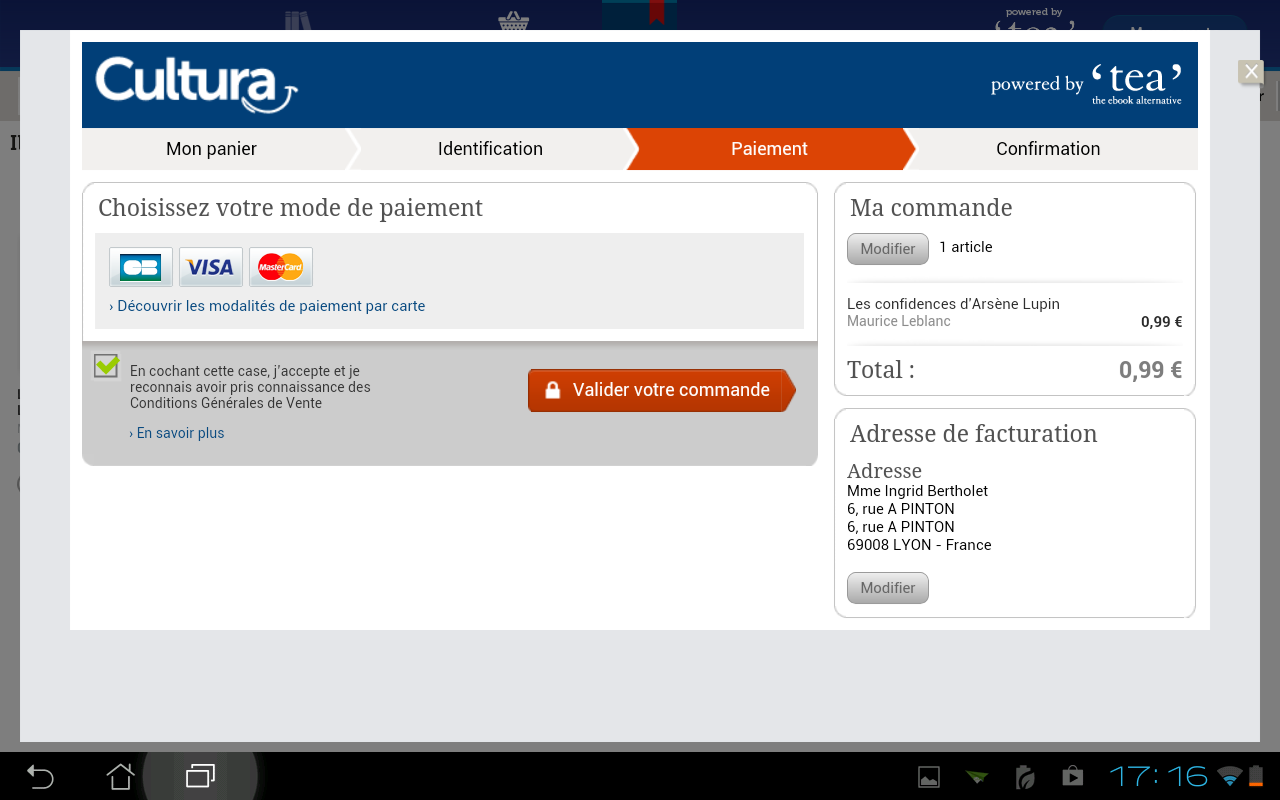 powered by
Cultura
powered by ‘tea’
the ebook alternative
Mon panier
Identification
Paiement
Confirmation
Choisissez votre mode de paiement
CB
VISA
MasterCard
› Découvrir les modalités de paiement par carte
En cochant cette case, j'accepte et je
reconnais avoir pris connaissance des
Conditions Générales de Vente
› En savoir plus
Valider votre commande
Ma commande
Modifier
1 article
Les confidences d'Arsène Lupin
Maurice Leblanc
0,99 €
Total :
0,99 €
Adresse de facturation
Adresse
Mme Ingrid Bertholet
6, rue A PINTON
6, rue A PINTON
69008 LYON - France
Modifier
17:16